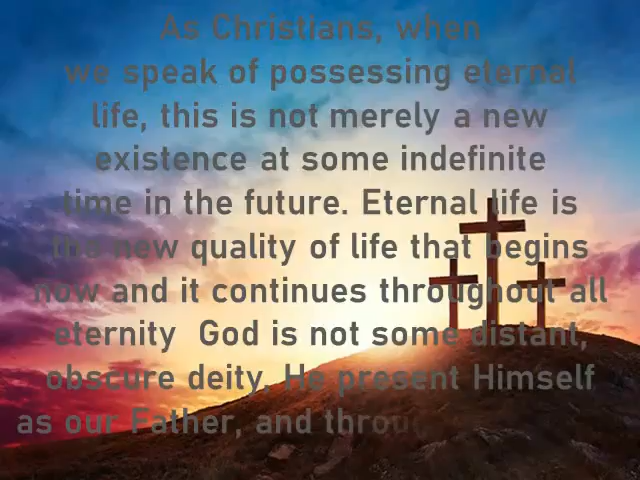 As Christians, when
we speak of possessing eternal
life, this is not merely a new
existence at some indefinite
time in the future. Eternal life is
the new quality of life that begins
now and it continues throughout all
eternity  God is not some distant,
obscure deity, He present Himself
as our Father, and throu